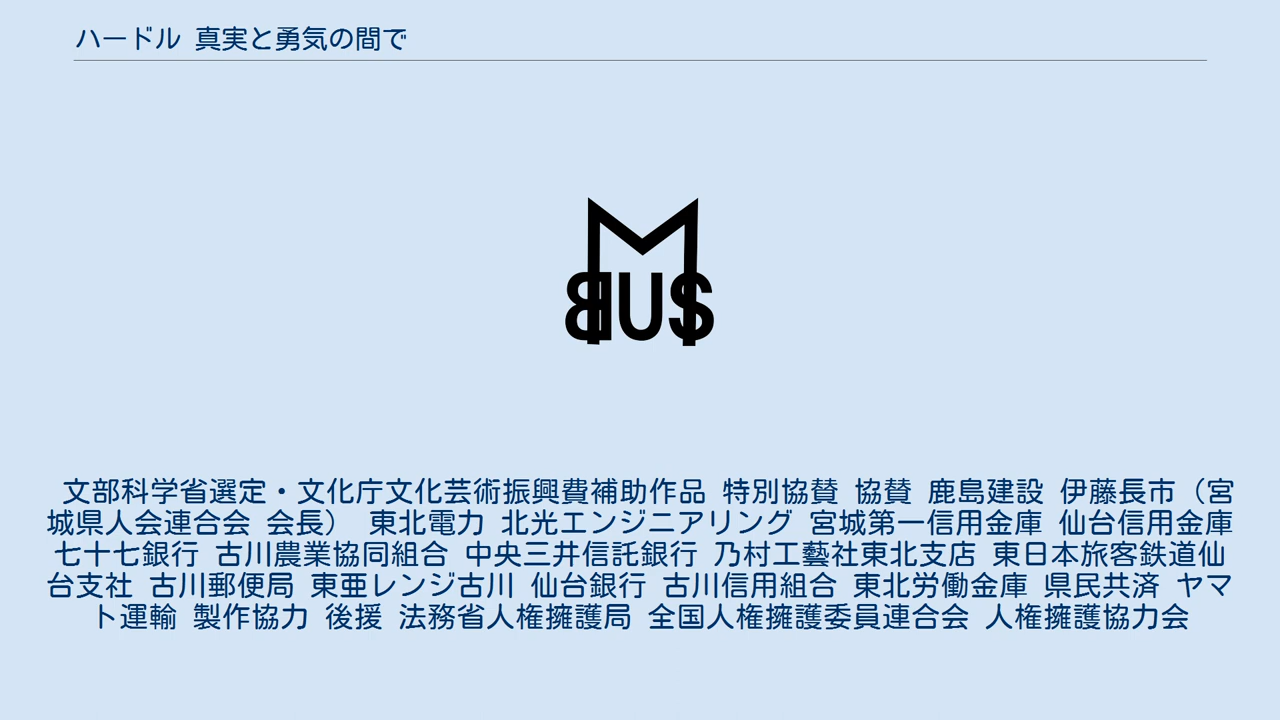 ハードル 真実と勇気の間で
M
BUS
文部科学省選定・文化庁文化芸術振興費補助作品 特別協賛 協賛 鹿島建設 伊藤長市（宮
城県人会連合会 会長） 東北電力 北光エンジニアリング 宮城第一信用金庫 仙台信用金庫
七十七銀行 古川農業協同組合 中央三井信託銀行 乃村工藝社東北支店 東日本旅客鉄道仙
台支社 古川郵便局 東亜レンジ古川 仙台銀行 古川信用組合 東北労働金庫 県民共済 ヤマ
ト運輸 製作協力 後援 法務省人権擁護局 全国人権擁護委員連合会 人権擁護協力会